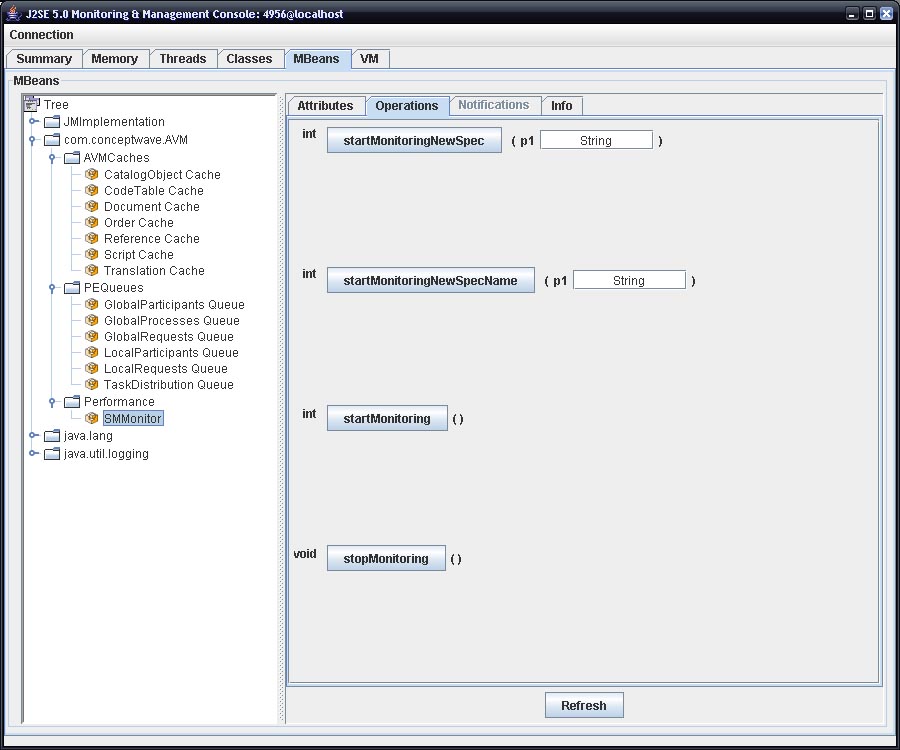 J2SE 5.0 Monitoring & Management Console: 4956@localhost
Connection
Summary Memory Threads Classes MBeans VM
MBeans
Tree
JMImplementation
com.conceptwave.AVM
AVMCaches
CatalogObject Cache
CodeTable Cache
Document Cache
Order Cache
Reference Cache
Script Cache
Translation Cache
PEQueues
GlobalParticipants Queue
GlobalProcesses Queue
GlobalRequests Queue
LocalParticipants Queue
LocalRequests Queue
TaskDistribution Queue
Performance
SMMonitor
java.lang
java.util.logging
Attributes Operations Notifications Info
int startMonitoringNewSpec ( p1 String )
int startMonitoringNewSpecName ( p1 String )
int startMonitoring ( )
void stopMonitoring ( )
Refresh